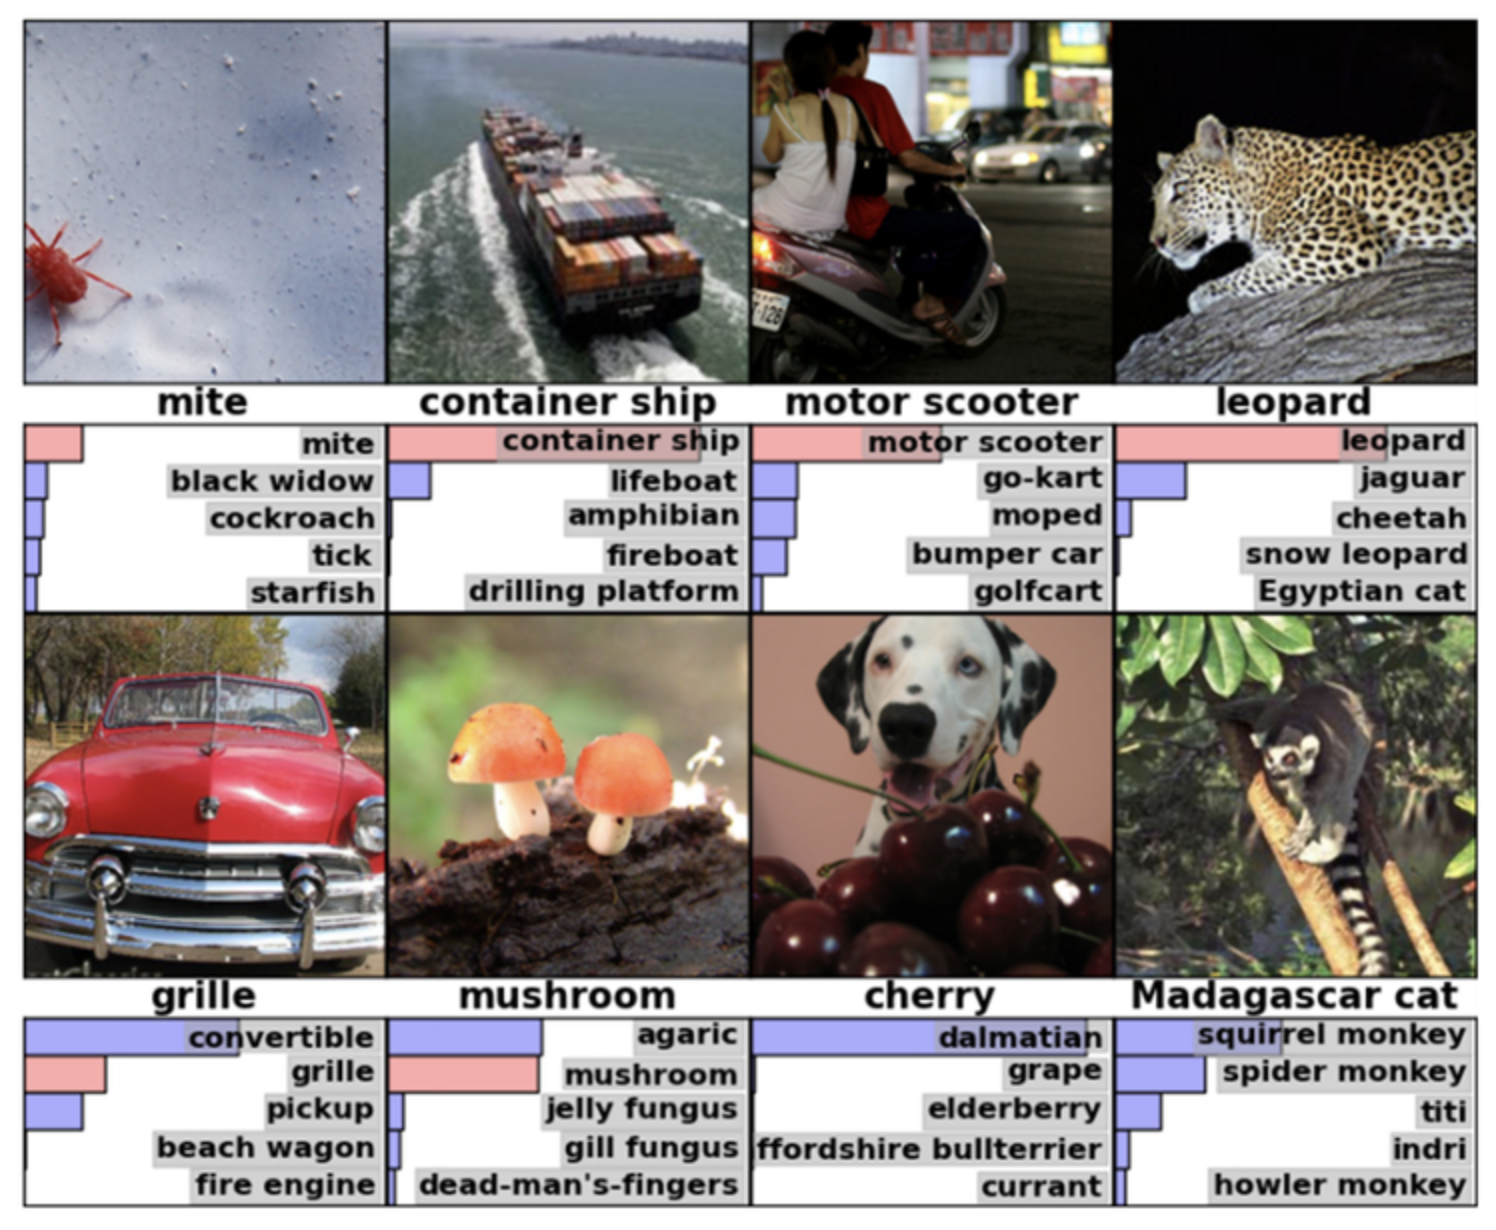 mite
container ship
motor scooter
leopard
mite
black widow
cockroach
tick
starfish
container ship
lifeboat
amphibian
fireboat
drilling platform
motor scooter
go-kart
moped
bumper car
golfcart
leopard
jaguar
cheetah
snow leopard
Egyptian cat
grille
mushroom
cherry
Madagascar cat
convertible
grille
pickup
beach wagon
fire engine
agaric
mushroom
jelly fungus
gill fungus
dead-man's-fingers
dalmatian
grape
elderberry
ffordshire bullterrier
currant
squirrel monkey
spider monkey
titi
indri
howler monkey